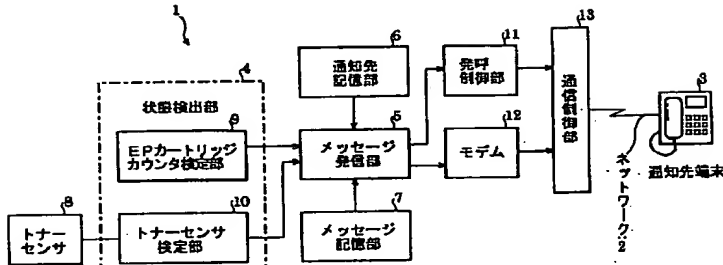 1
4
状態検出部
9
EPカートリッジ
カウンタ検定部
8
トナー
センサ
10
トナーセンサ
検定部
6
通知先
記憶部
5
メッセージ
発信部
7
メッセージ
記憶部
11
発呼
制御部
12
モデム
13
通信制御部
ネットワーク2
3
通知先端末